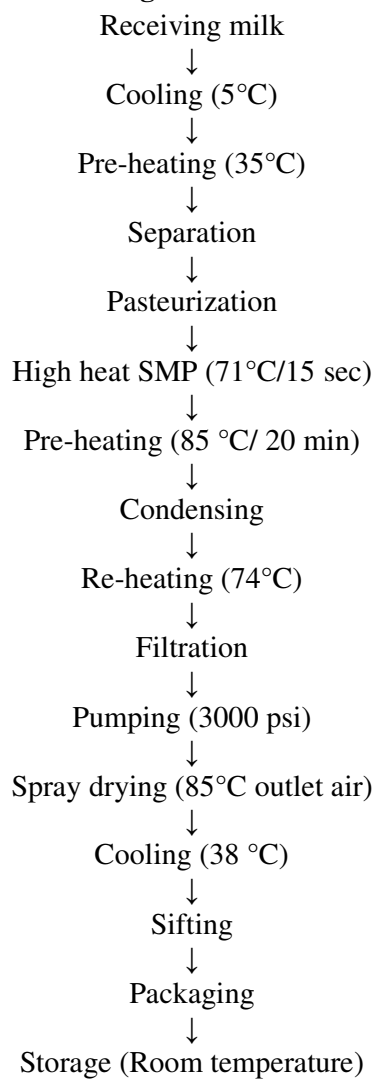 Receiving milk
↓
Cooling (5°C)
↓
Pre-heating (35°C)
↓
Separation
↓
Pasteurization
↓
High heat SMP (71°C/15 sec)
↓
Pre-heating (85 °C/ 20 min)
↓
Condensing
↓
Re-heating (74°C)
↓
Filtration
↓
Pumping (3000 psi)
↓
Spray drying (85°C outlet air)
↓
Cooling (38 °C)
↓
Sifting
↓
Packaging
↓
Storage (Room temperature)